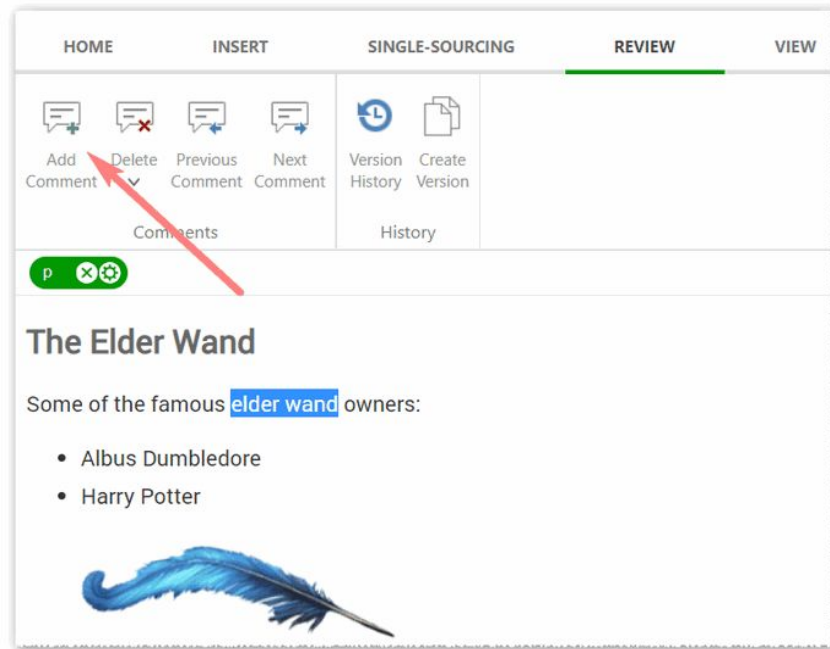 HOME INSERT SINGLE-SOURCING REVIEW VIEW
Add Comment Delete Previous Comment Next Comment Version History Create Version
Comments History
p
The Elder Wand
Some of the famous elder wand owners:
• Albus Dumbledore
• Harry Potter